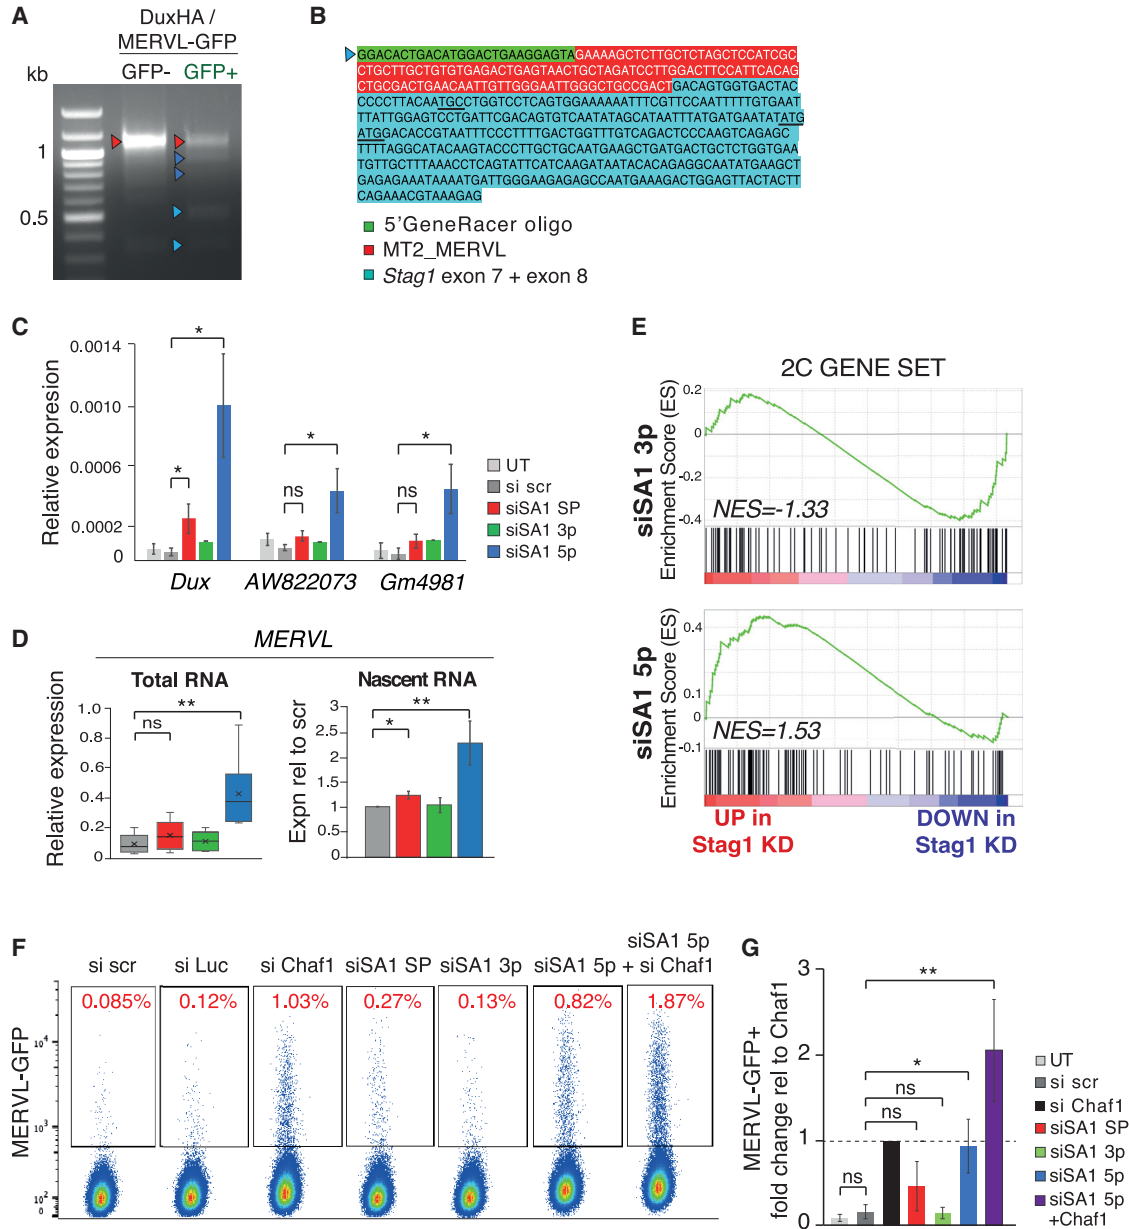 A
DuxHA /
MERVL-GFP
GFP-
GFP+
kb
1
0.5
B
GGACACTGACATGGACTGAAGGAGTAGAAAAGCTCTTGCTCTAGCTCCATCGC
CTGCTTGCTGTGTGAGACTGAGTAACTGCTAGATCCTTGGACTTCCATTCACAG
CTGCGACTGAACAATTGTTGGGAATTGGGCTGCCGACTGACAGTGGTGACTAC
CCCCTTACAATGCCTGGTCCTCAGTGGAAAAAATTTCGTTCCAATTTTTGTGAAT
TTATTGGAGTCCTGATTCGACAGTGTCAATATAGCATAATTTATGATGAATATATG
ATGGACACCGTAATTTCCCTTTTGACTGGTTTGTCAGACTCCCAAGTCAGAGC
TTTTAGGCATACAAGTACCCTTGCTGCAATGAAGCTGATGACTGCTCTGGTGAA
TGTTGCTTTAAACCTCAGTATTCATCAAGATAATACACAGAGGCAATATGAAGCT
GAGAGAAATAAAATGATTGGGAAGAGAGCCAATGAAAGACTGGAGTTACTACTT
CAGAAACGTAAAGAG
5'GeneRacer oligo
MT2_MERVL
Stag1 exon 7 + exon 8
C
Relative expression
0.0014
0.0010
0.0006
0.0002
0
*
*
ns
*
ns
*
Dux
AW822073
Gm4981
UT
si scr
siSA1 SP
siSA1 3p
siSA1 5p
D
MERVL
Total RNA
Relative expression
1.0
0.8
0.6
0.4
0.2
0
ns
**
Nascent RNA
Expn rel to scr
3
2.5
2
1.5
1
0.5
0
*
**
E
2C GENE SET
siSA1 3p
Enrichment Score (ES)
0.2
0
-0.2
-0.4
NES=-1.33
siSA1 5p
Enrichment Score (ES)
0.4
0.1
0
-0.1
NES=1.53
UP in
Stag1 KD
DOWN in
Stag1 KD
F
si scr
si Luc
si Chaf1
siSA1 SP
siSA1 3p
siSA1 5p
siSA1 5p
+ si Chaf1
0.085%
0.12%
1.03%
0.27%
0.13%
0.82%
1.87%
MERVL-GFP
10⁴
10³
10²
0
G
MERVL-GFP+
fold change rel to Chaf1
3
2
1
0
**
*
ns
ns
ns
UT
si scr
si Chaf1
siSA1 SP
siSA1 3p
siSA1 5p
siSA1 5p
+Chaf1